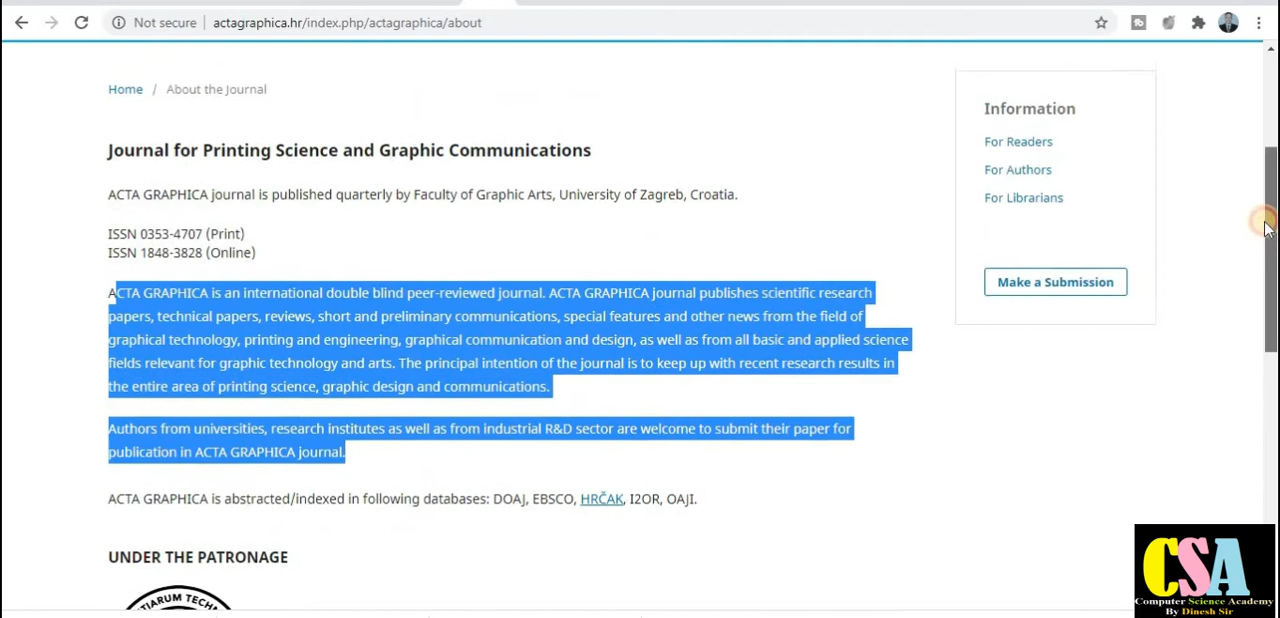 Not secure | actagraphica.hr/index.php/actagraphica/about
Home / About the Journal
Journal for Printing Science and Graphic Communications
ACTA GRAPHICA journal is published quarterly by Faculty of Graphic Arts, University of Zagreb, Croatia.
ISSN 0353-4707 (Print)
ISSN 1848-3828 (Online)
ACTA GRAPHICA is an international double blind peer-reviewed journal. ACTA GRAPHICA journal publishes scientific research
papers, technical papers, reviews, short and preliminary communications, special features and other news from the field of
graphical technology, printing and engineering, graphical communication and design, as well as from all basic and applied science
fields relevant for graphic technology and arts. The principal intention of the journal is to keep up with recent research results in
the entire area of printing science, graphic design and communications.
Authors from universities, research institutes as well as from industrial R&D sector are welcome to submit their paper for
publication in ACTA GRAPHICA journal.
ACTA GRAPHICA is abstracted/indexed in following databases: DOAJ, EBSCO, HRČAK, I2OR, OAJI.
UNDER THE PATRONAGE
TIARUM TECH
Information
For Readers
For Authors
For Librarians
Make a Submission
CSA
Computer Science Academy
By Dinesh Sir